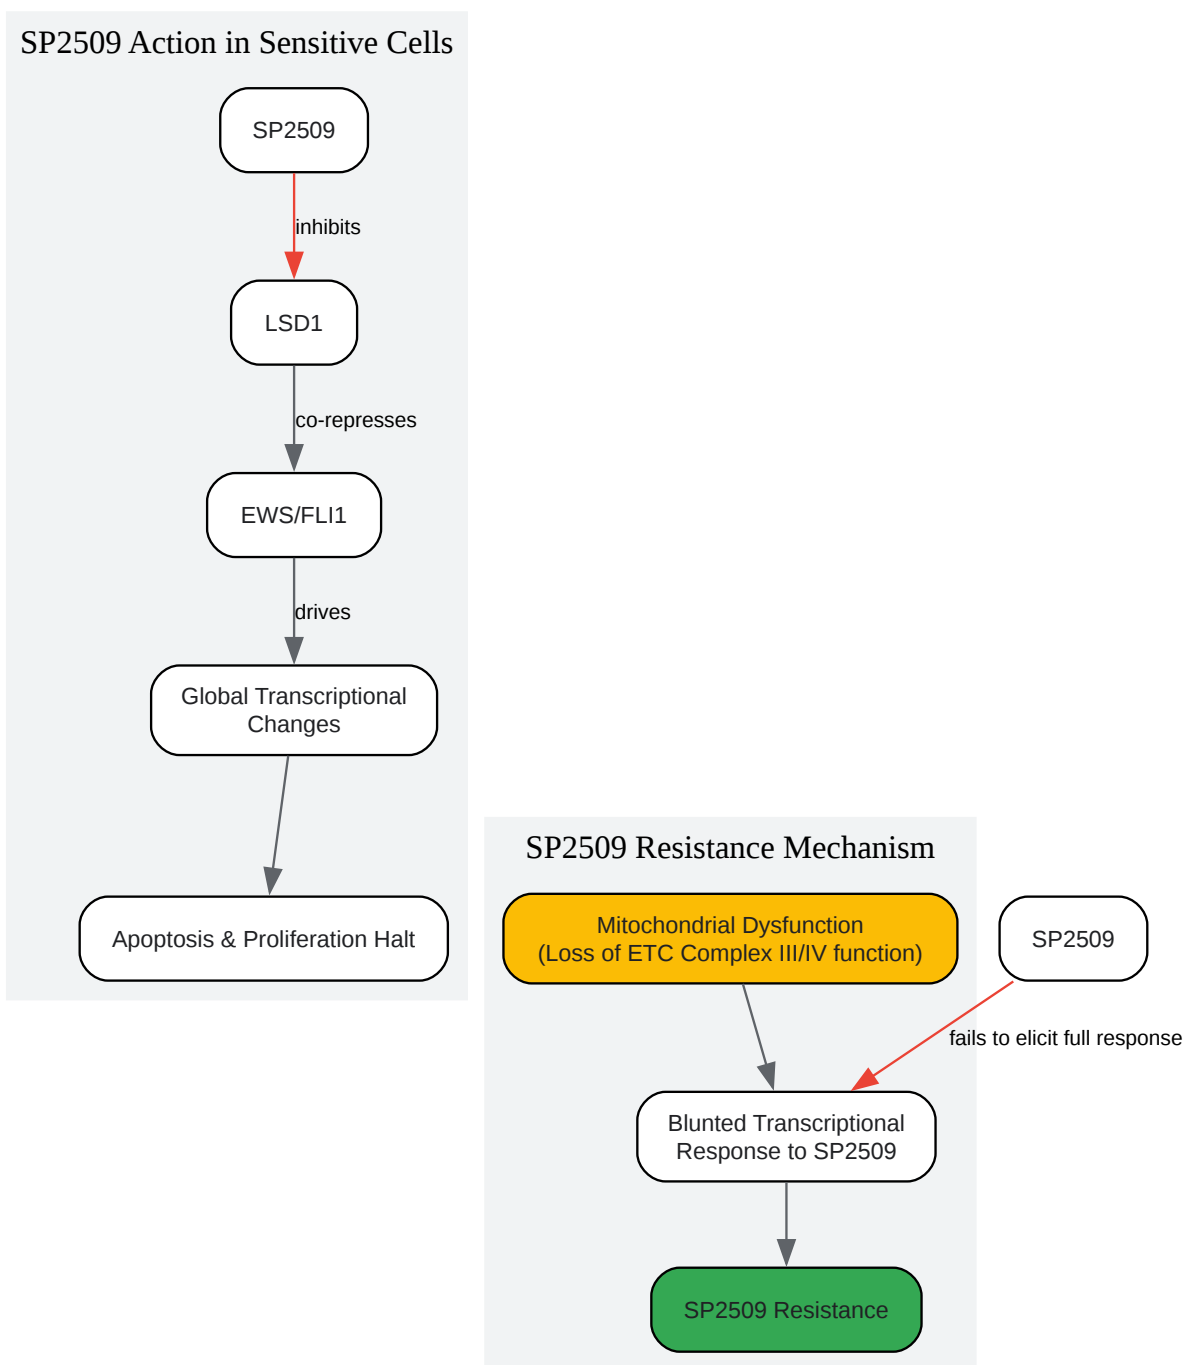 SP2509 Action in Sensitive Cells
SP2509
inhibits
LSD1
co-represses
EWS/FLI1
drives
Global Transcriptional
Changes
Apoptosis & Proliferation Halt
SP2509 Resistance Mechanism
Mitochondrial Dysfunction
(Loss of ETC Complex III/IV function)
SP2509
fails to elicit full response
Blunted Transcriptional
Response to SP2509
SP2509 Resistance